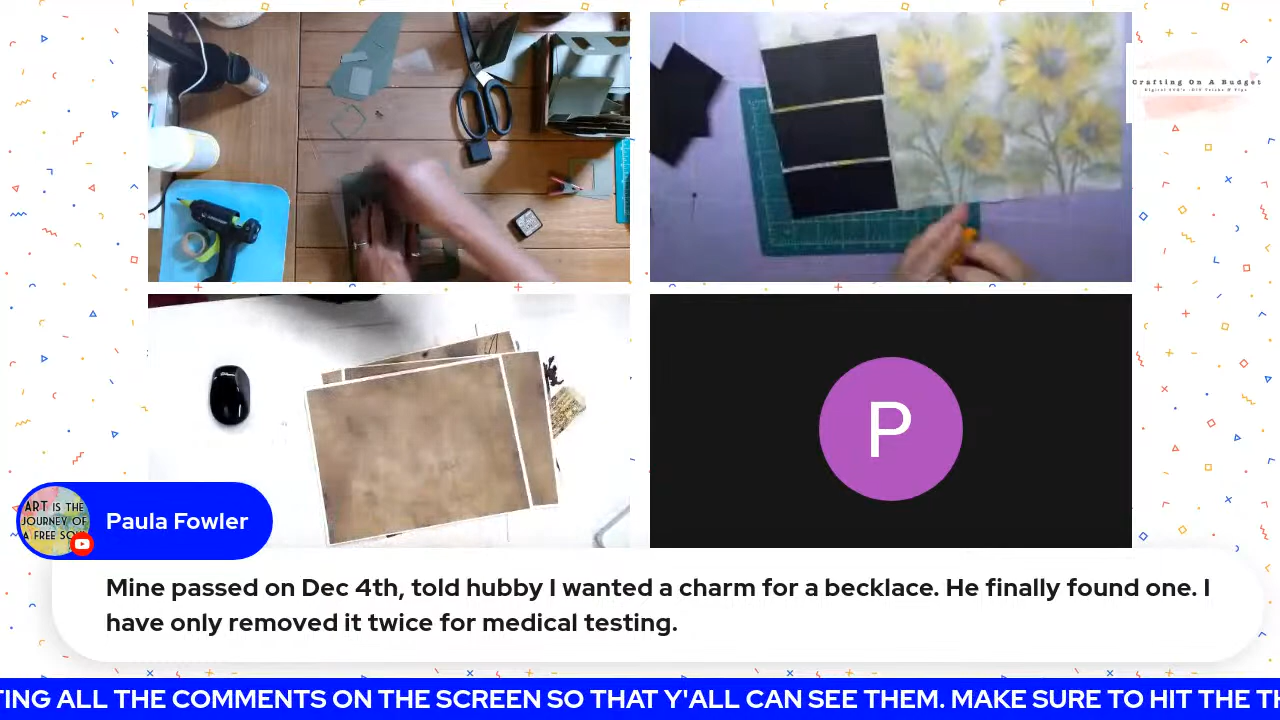 Crafting On A Budget
P
ART IS THE
JOURNEY OF
A FREE
Paula Fowler
Mine passed on Dec 4th, told hubby I wanted a charm for a becklace. He finally found one. I
have only removed it twice for medical testing.
TING ALL THE COMMENTS ON THE SCREEN SO THAT Y'ALL CAN SEE THEM. MAKE SURE TO HIT THE